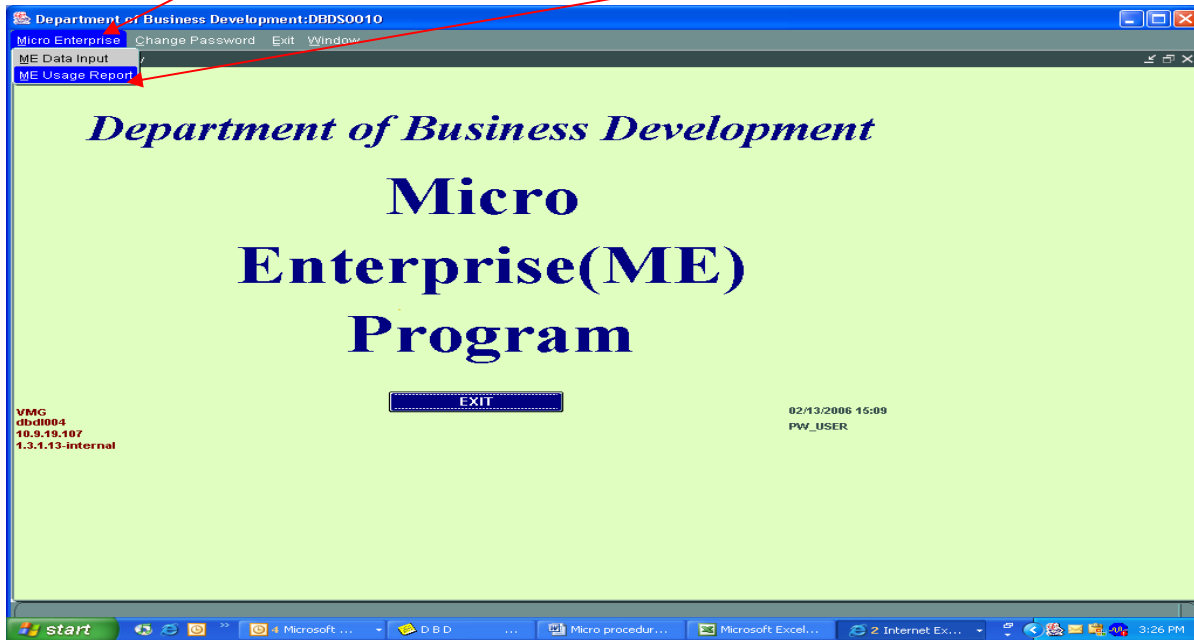 Department of Business Development:DBDS0010
Micro Enterprise Change Password Exit Window
ME Data Input
ME Usage Report
Department of Business Development
Micro
Enterprise(ME)
Program
EXIT
VMG
dbdl004
10.9.19.107
1.3.1.13-internal
02/13/2006 15:09
PW_USER
start
4 Microsoft ...
D B D ...
Micro procedur...
Microsoft Excel...
2 Internet Ex...
3:26 PM